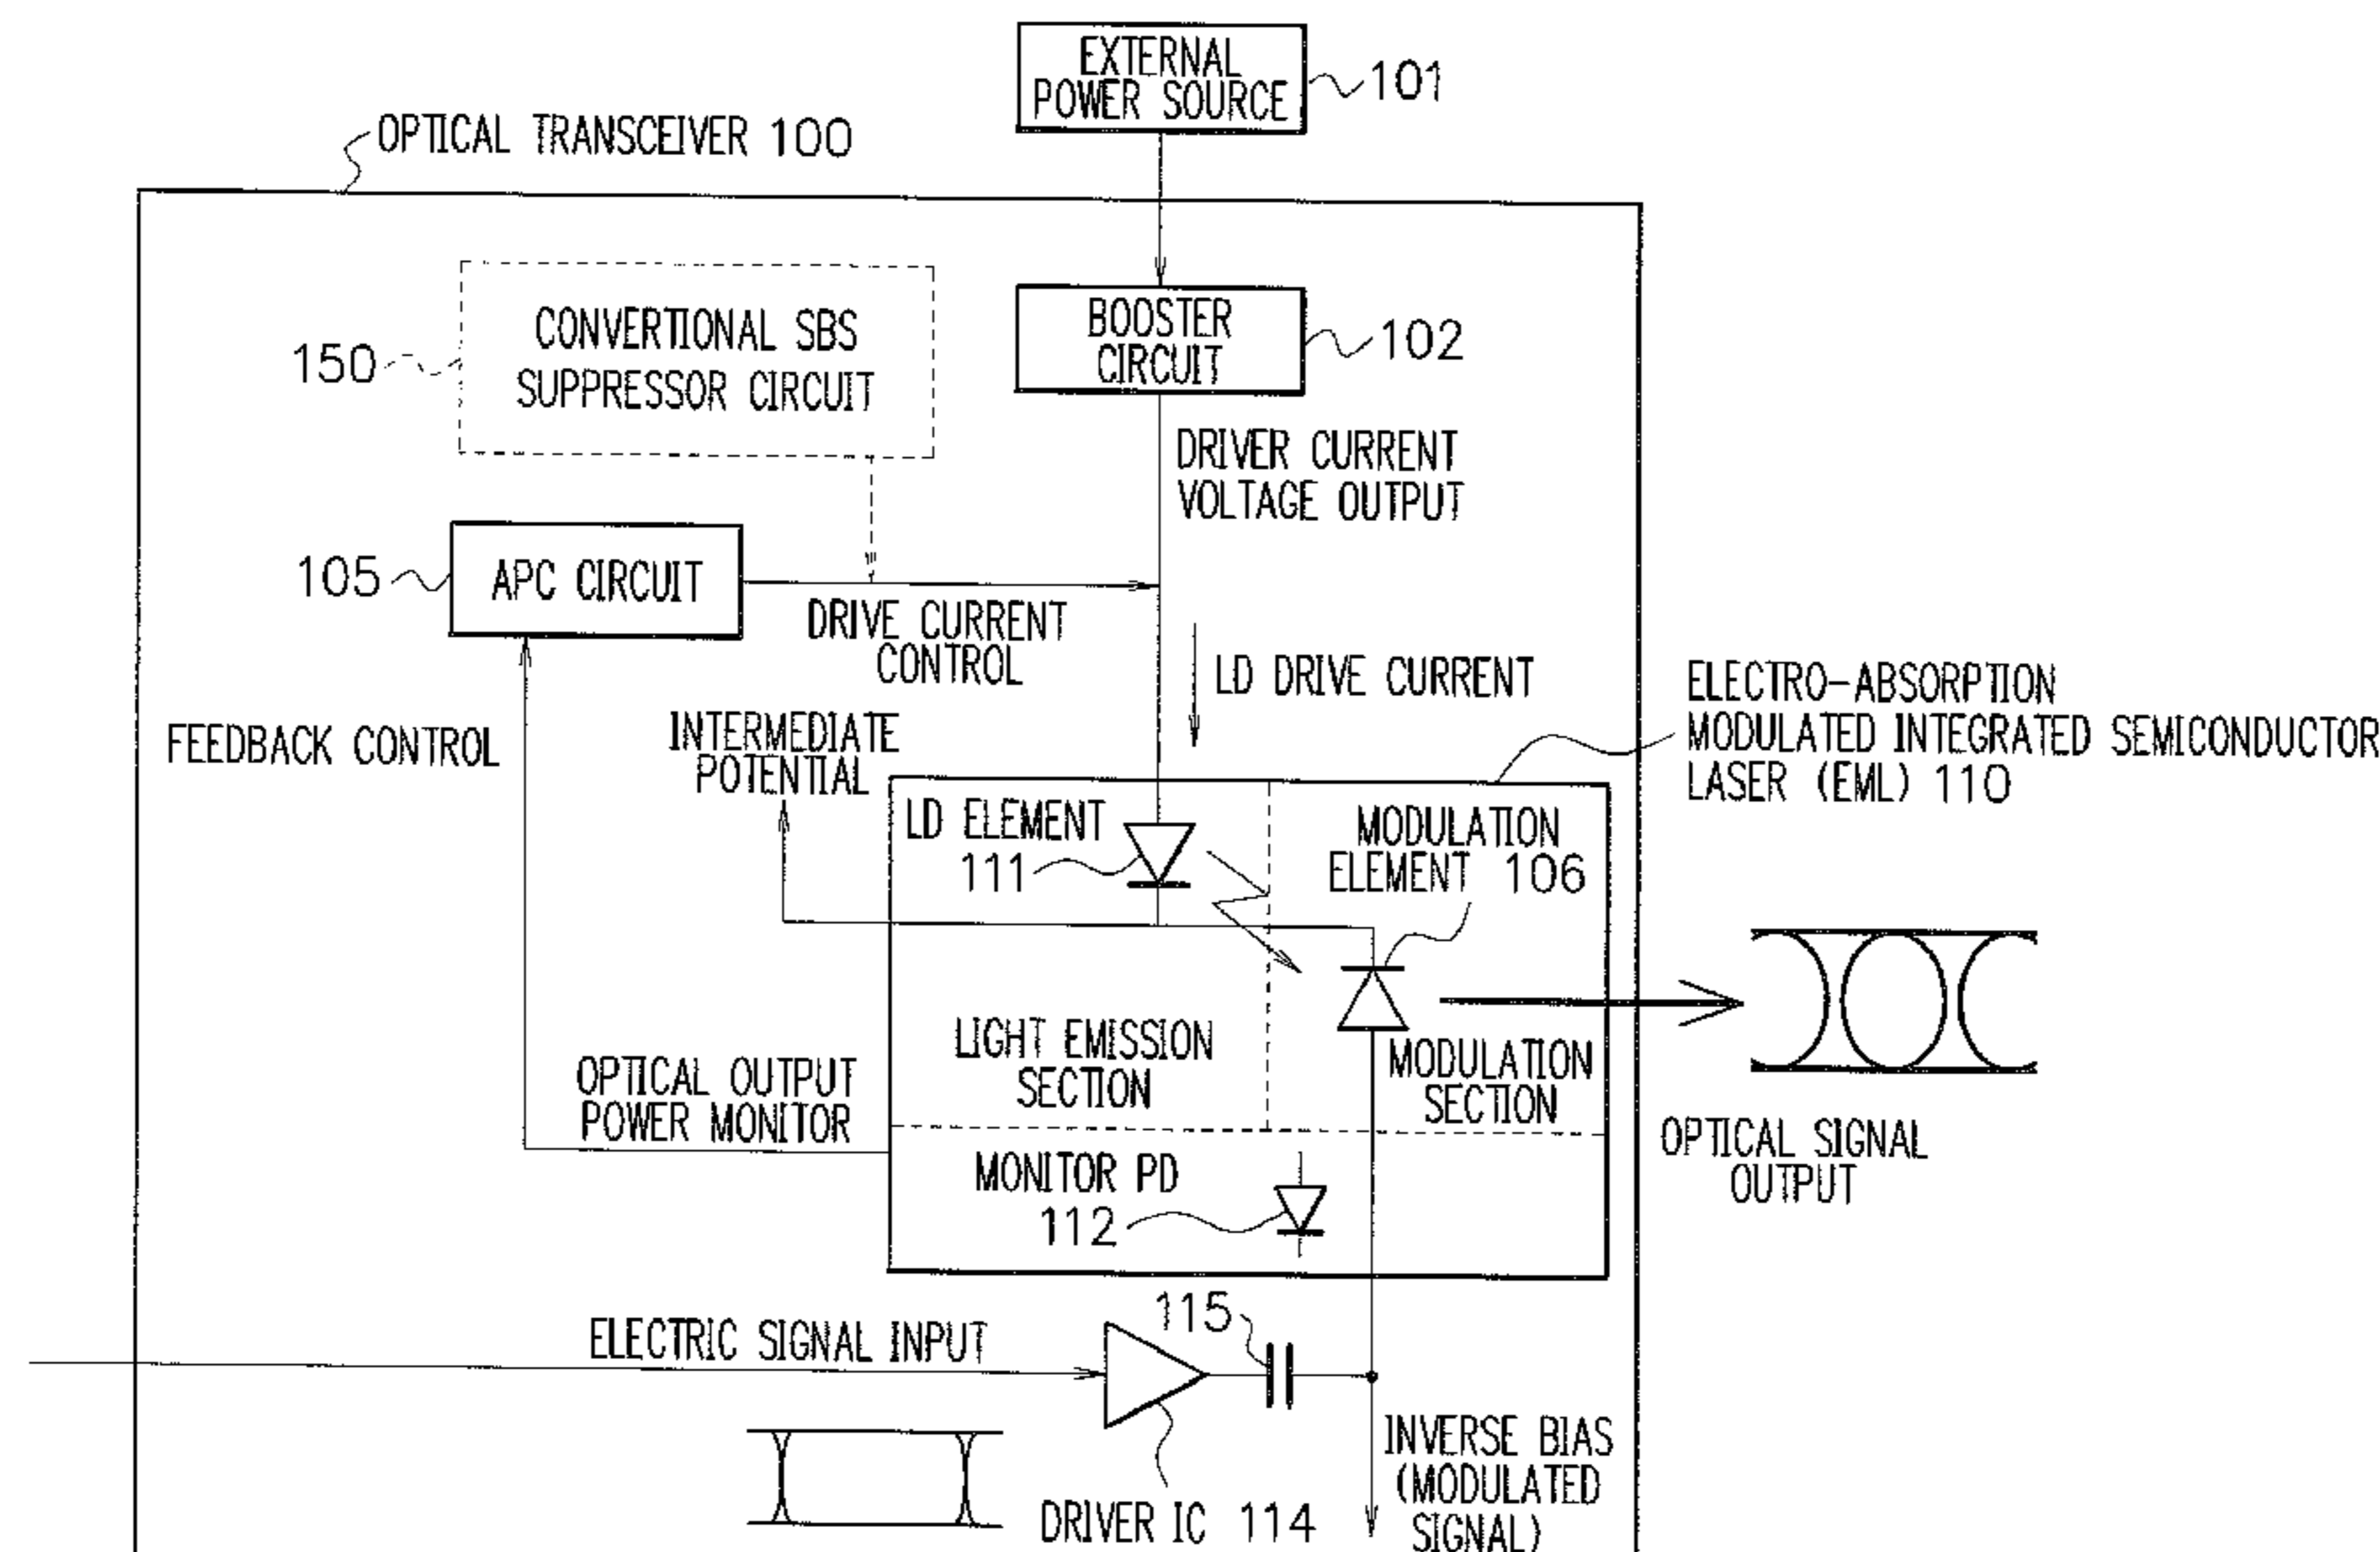 EXTERNAL
POWER SOURCE
101
OPTICAL TRANSCEIVER 100
CONVERTIONAL SBS
SUPPRESSOR CIRCUIT
150
BOOSTER
CIRCUIT
102
DRIVER CURRENT
VOLTAGE OUTPUT
105
APC CIRCUIT
DRIVE CURRENT
CONTROL
LD DRIVE CURRENT
FEEDBACK CONTROL
INTERMEDIATE
POTENTIAL
ELECTRO-ABSORPTION
MODULATED INTEGRATED SEMICONDUCTOR
LASER (EML) 110
LD ELEMENT
111
MODULATION
ELEMENT 106
LIGHT EMISSION
SECTION
MODULATION
SECTION
OPTICAL OUTPUT
POWER MONITOR
OPTICAL SIGNAL
OUTPUT
MONITOR PD
112
115
ELECTRIC SIGNAL INPUT
DRIVER IC 114
INVERSE BIAS
(MODULATED
SIGNAL)